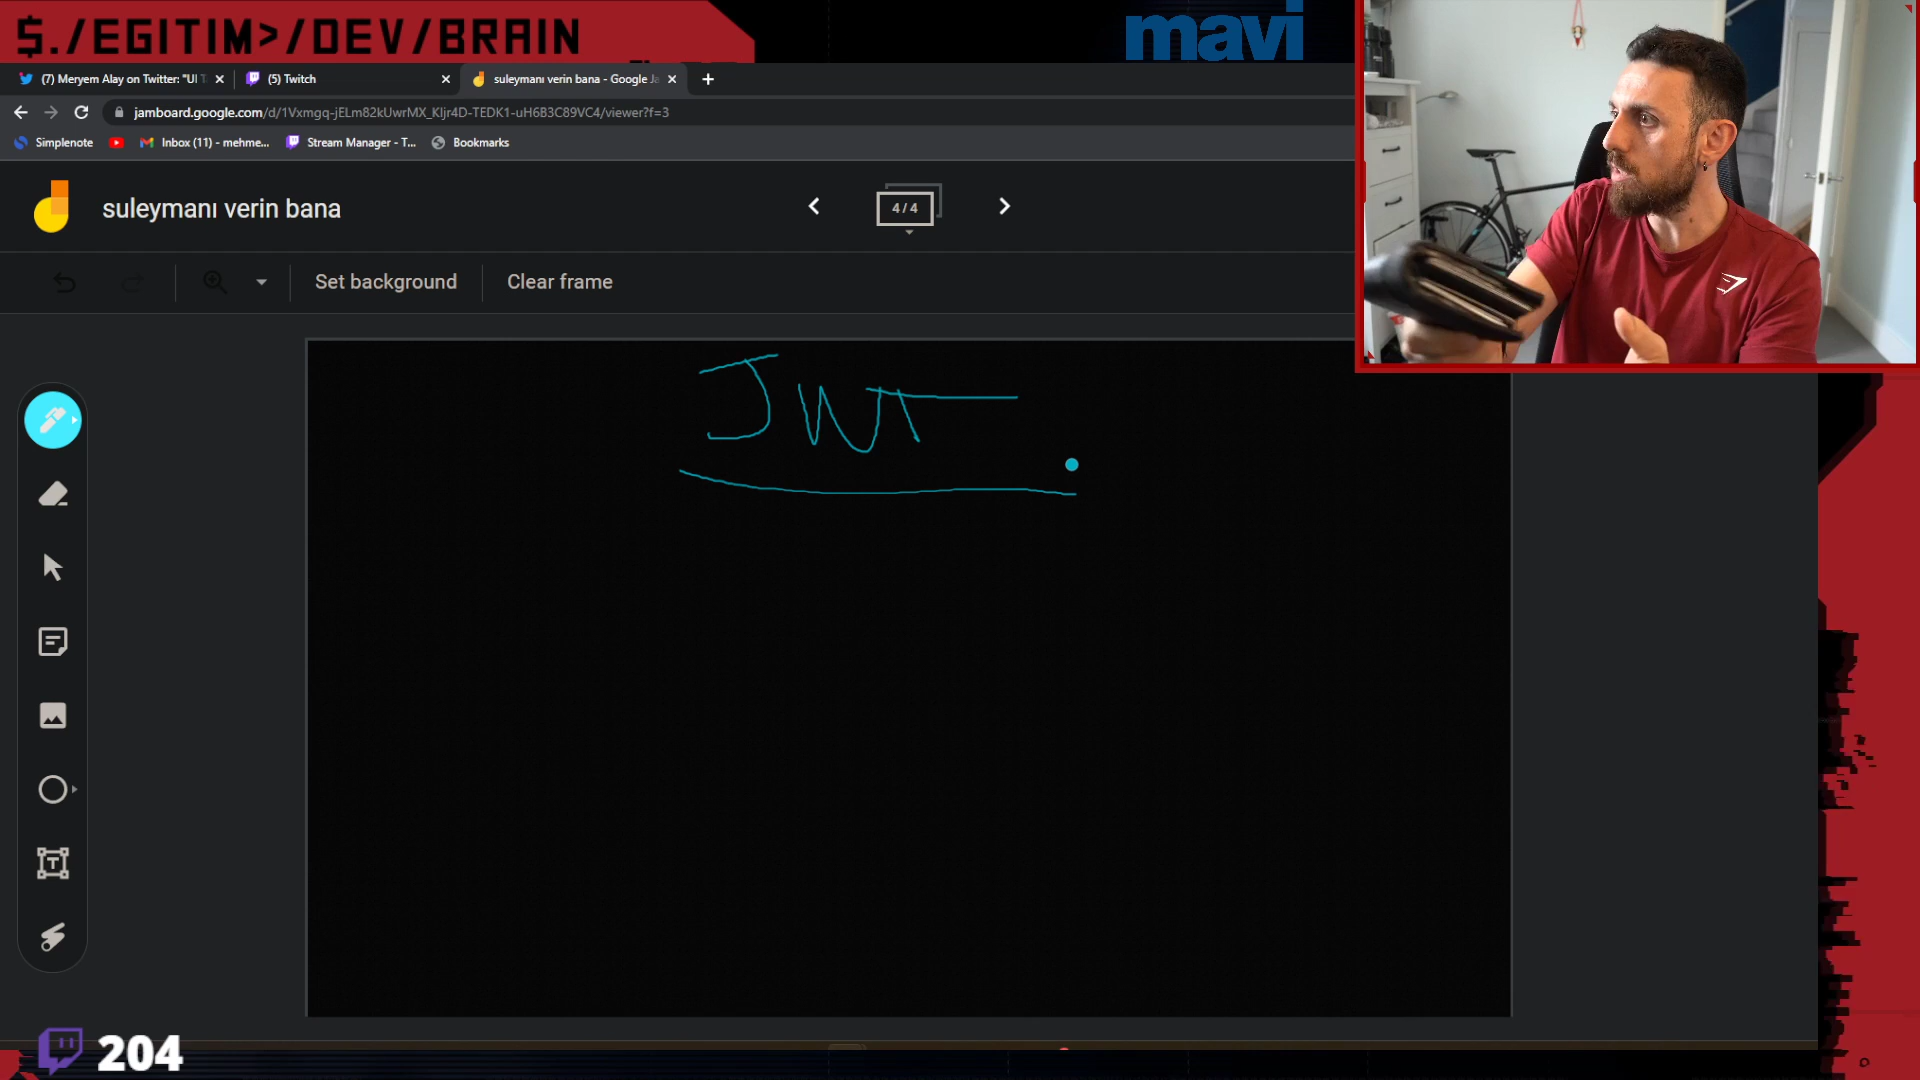 $./EGITIM>/DEV/BRAIN
mavi
(7) Meryem Alay on Twitter: "UI T
(5) Twitch
suleymanı verin bana - Google Ja
jamboard.google.com/d/1Vxmgq-jELm82kUwrMX_KIjr4D-TEDK1-uH6B3C89VC4/viewer?f=3
Simplenote
Inbox (11) - mehme...
Stream Manager - T...
Bookmarks
suleymanı verin bana
4 / 4
Set background
Clear frame
JWT
204